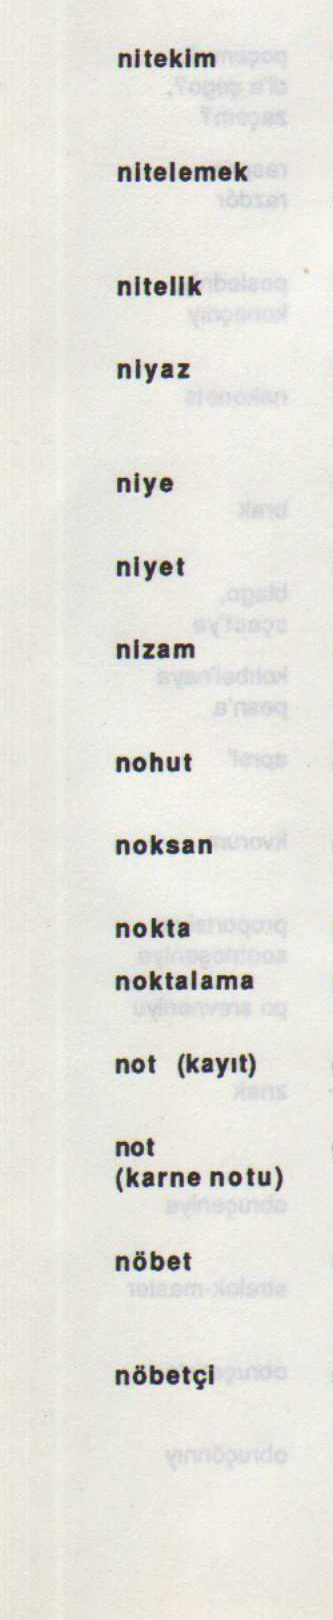 nitekim
nitelemek
nitelik
niyaz
niye
niyet
nizam
nohut
noksan
nokta
noktalama
not (kayıt)
not
(karne notu)
nöbet
nöbetçi